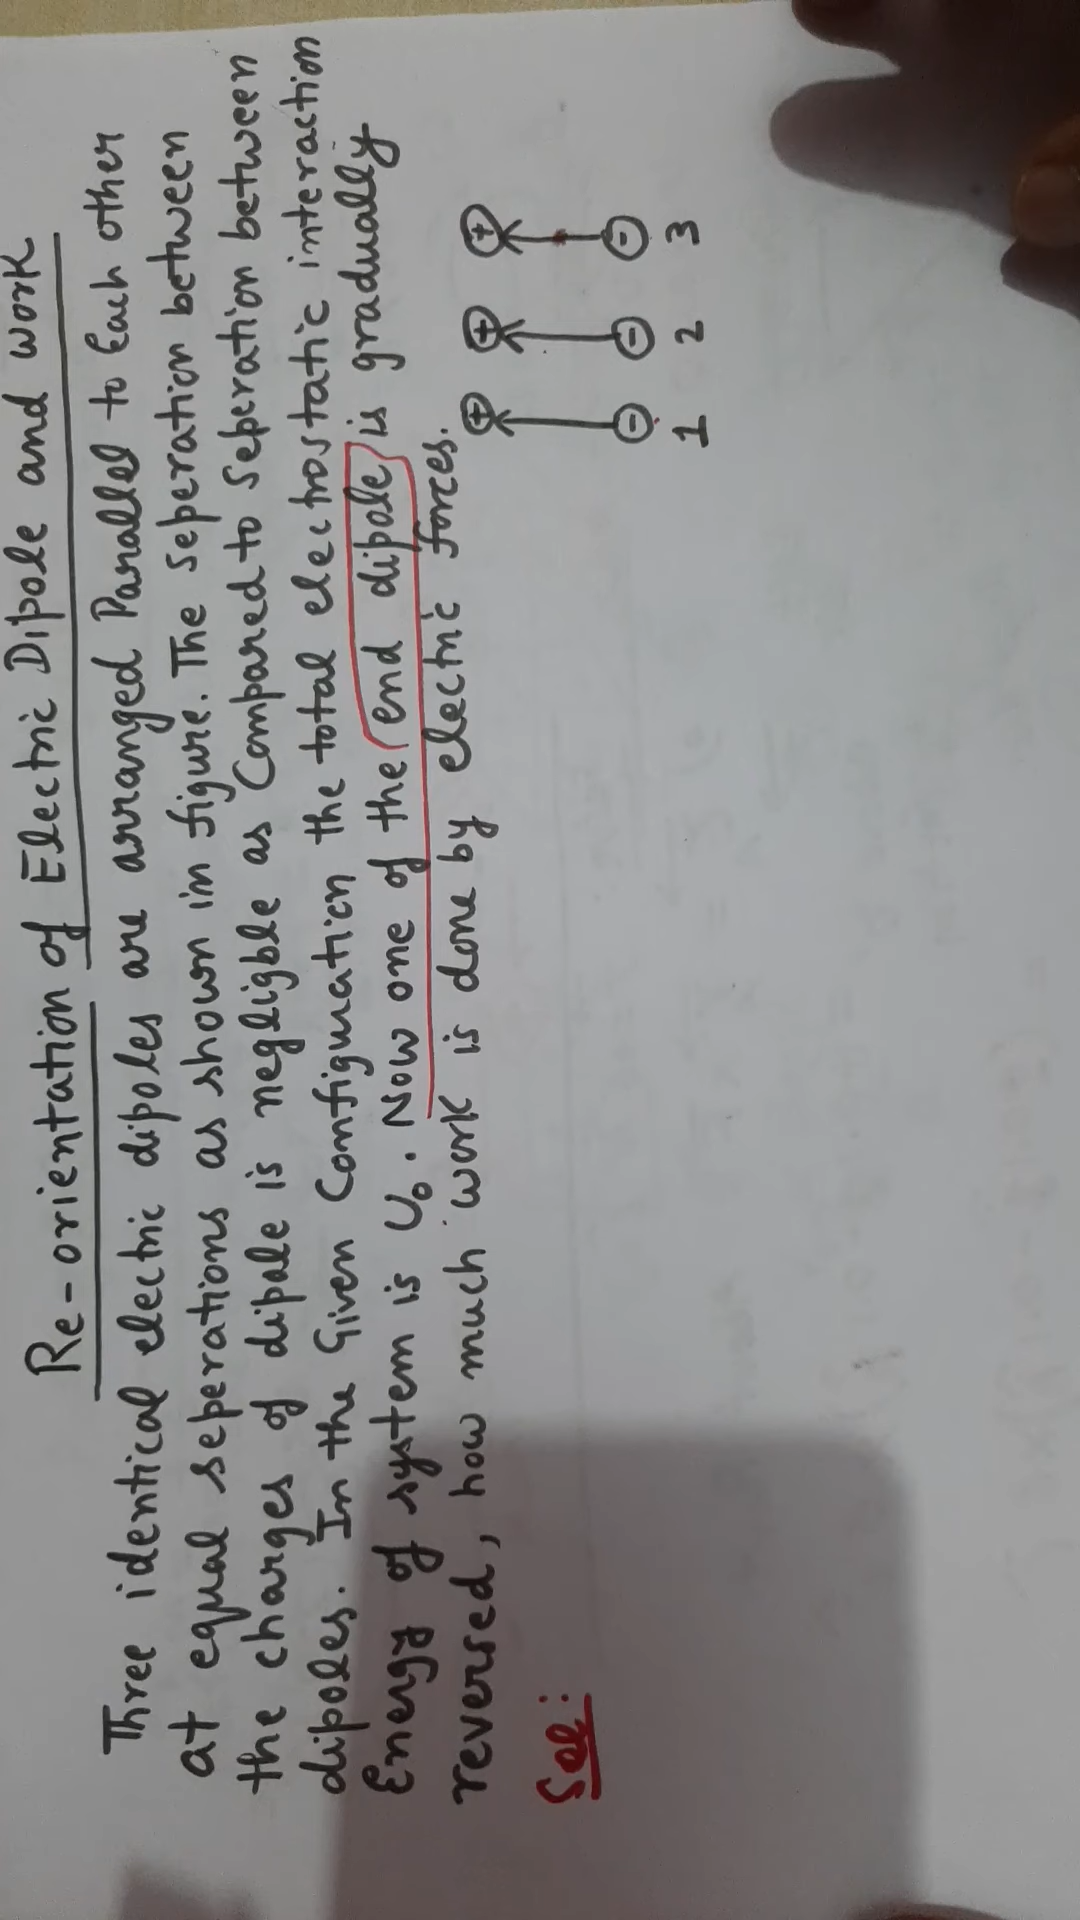 Re-orientation of Electric Dipole and work
Three identical electric dipoles are arranged Parallel to Each other
at equal seperations as shown in figure. The seperation between
the charges of dipole is negligble as Compared to seperation between
dipoles. In the Given Configuration the total electrostatic interaction
Energy of system is U₀. Now one of the end dipole is gradually
reversed, how much work is done by electric forces.
+ + +
- - -
1 2 3
Sol: